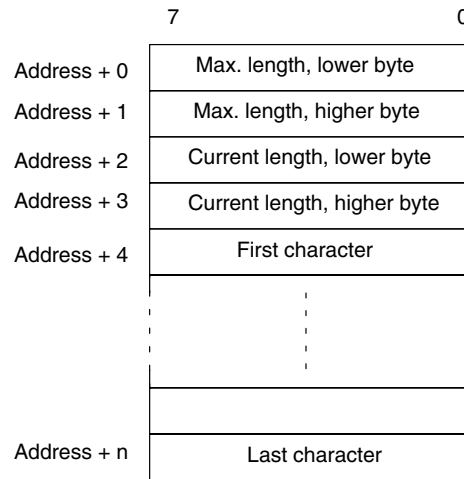 7 0
Address + 0 Max. length, lower byte
Address + 1 Max. length, higher byte
Address + 2 Current length, lower byte
Address + 3 Current length, higher byte
Address + 4 First character
Address + n Last character